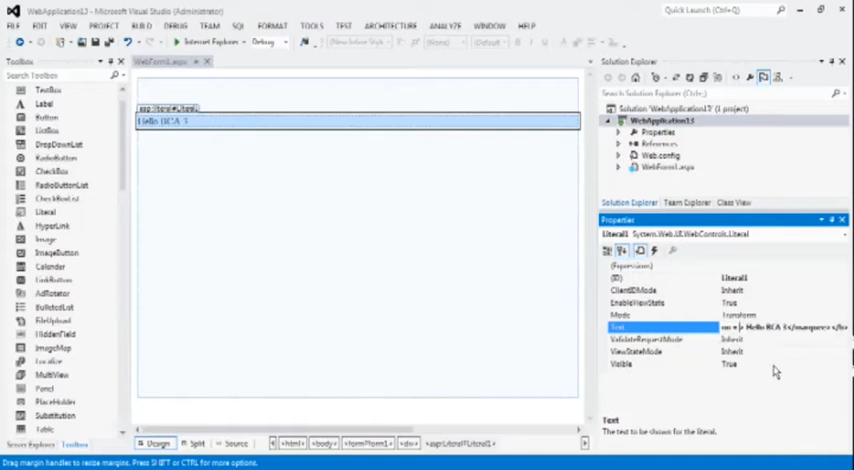 WebApplication13 - Microsoft Visual Studio (Administrator)
Quick Launch (Ctrl+Q)
FILE EDIT VIEW PROJECT BUILD DEBUG TEAM SQL FORMAT TOOLS TEST ARCHITECTURE ANALYZE WINDOW HELP
Internet Explorer Debug (New Inline Style) (None) (Default)
Toolbox
Search Toolbox
TextBox
Label
Button
ListBox
DropDownList
RadioButton
CheckBox
RadioButtonList
CheckBoxList
Literal
HyperLink
Image
ImageButton
Calendar
LinkButton
AdRotator
BulletedList
FileUpload
HiddenField
ImageMap
Localize
MultiView
Panel
PlaceHolder
Substitution
Table
Server Explorer Toolbox
WebForm1.aspx
asp:literal#Literal1
Hello BCA 3
Design Split Source <html> <body> <form#form1> <div> <asp:Literal#Literal1>
Solution Explorer
Search Solution Explorer (Ctrl+;)
Solution 'WebApplication13' (1 project)
WebApplication13
Properties
References
Web.config
WebForm1.aspx
Solution Explorer Team Explorer Class View
Properties
Literal1 System.Web.UI.WebControls.Literal
(Expressions)
(ID) Literal1
ClientIDMode Inherit
EnableViewState True
Mode Transform
Text > Hello BCA 3</marquee> </h
ValidateRequestMode Inherit
ViewStateMode Inherit
Visible True
Text
The text to be shown for the literal.
Drag margin handles to resize margins. Press SHIFT or CTRL for more options.